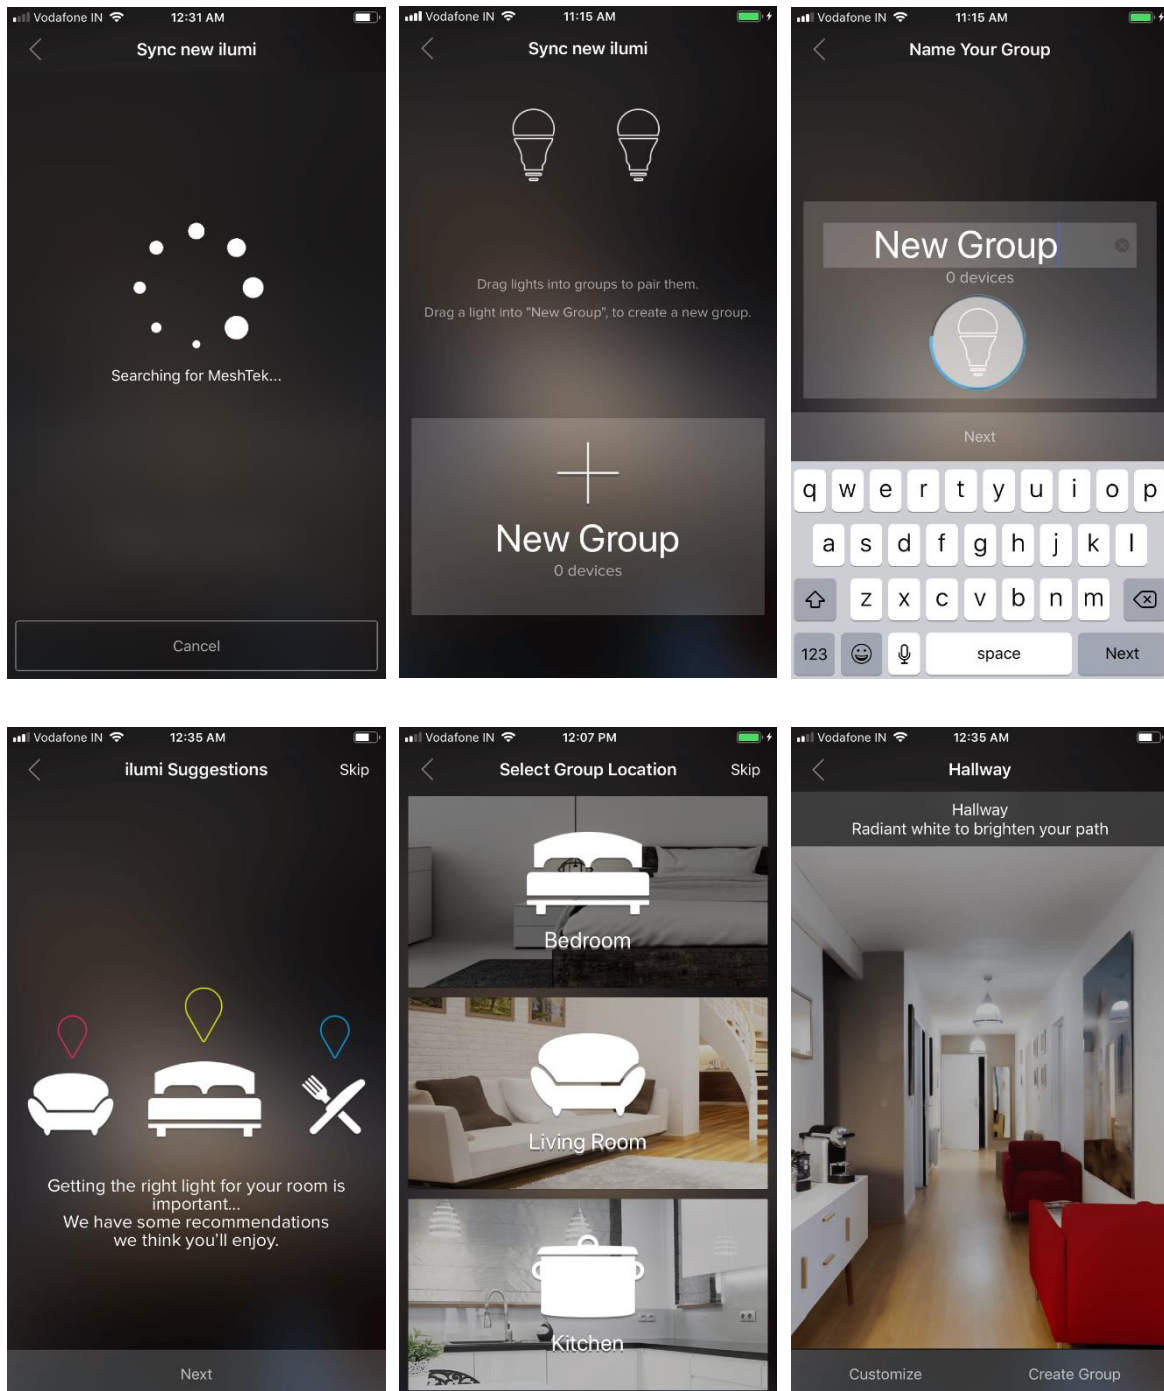 Vodafone IN 12:31 AM
Sync new ilumi
Searching for MeshTek...
Cancel
Vodafone IN 11:15 AM
Sync new ilumi
Drag lights into groups to pair them.
Drag a light into "New Group", to create a new group.
New Group
0 devices
Vodafone IN 11:15 AM
Name Your Group
New Group
0 devices
Next
q w e r t y u i o p
a s d f g h j k l
z x c v b n m
123 space Next
Vodafone IN 12:35 AM
ilumi Suggestions Skip
Getting the right light for your room is
important...
We have some recommendations
we think you'll enjoy.
Next
Vodafone IN 12:07 PM
Select Group Location Skip
Bedroom
Living Room
Kitchen
Vodafone IN 12:35 AM
Hallway
Hallway
Radiant white to brighten your path
Customize Create Group